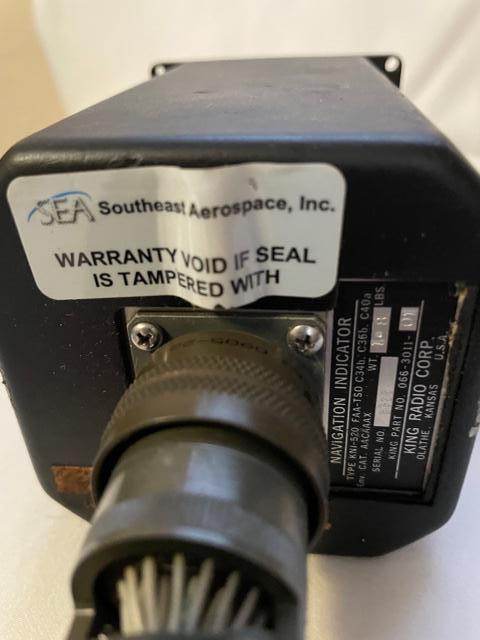 SEA Southeast Aerospace, Inc.
WARRANTY VOID IF SEAL
IS TAMPERED WITH
NAVIGATION INDICATOR
TYPE KNI-520 FAA-TSO C34b, C36b, C40a
ENV. CAT. AACAAAX WT. LBS.
SERIAL NO.
KING PART NO. 066-3011-
KING RADIO CORP.
OLATHE, KANSAS U.S.A.